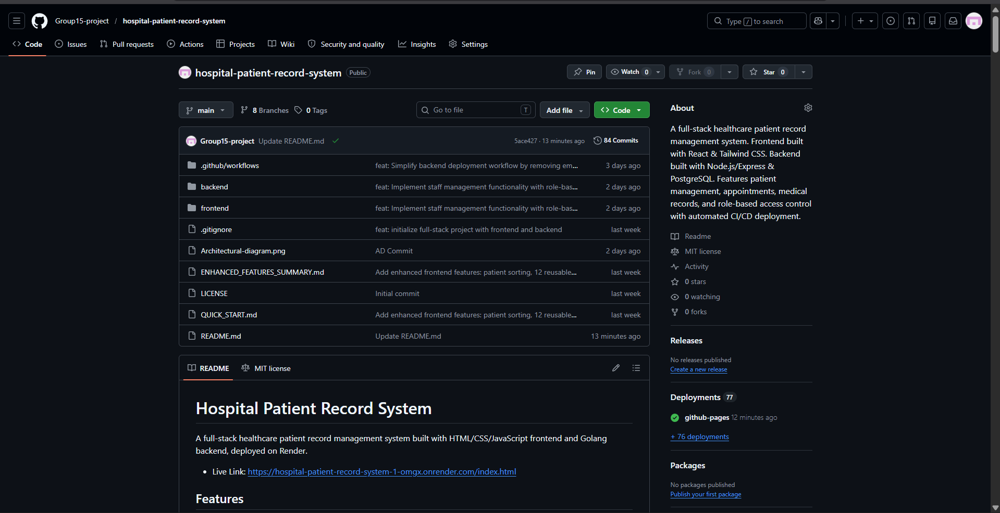 Group15-project / hospital-patient-record-system
Type / to search
Code
Issues
Pull requests
Actions
Projects
Wiki
Security and quality
Insights
Settings
hospital-patient-record-system Public
Pin
Watch 0
Fork 0
Star 0
main
8 Branches
0 Tags
Go to file T
Add file
Code
Group15-project Update README.md
5ace427 · 13 minutes ago
84 Commits
.github/workflows feat: Simplify backend deployment workflow by removing em... 3 days ago
backend feat: Implement staff management functionality with role-bas... 2 days ago
frontend feat: Implement staff management functionality with role-bas... 2 days ago
.gitignore feat: initialize full-stack project with frontend and backend last week
Architectural-diagram.png AD Commit 2 days ago
ENHANCED_FEATURES_SUMMARY.md Add enhanced frontend features: patient sorting, 12 reusable... last week
LICENSE Initial commit last week
QUICK_START.md Add enhanced frontend features: patient sorting, 12 reusable... last week
README.md Update README.md 13 minutes ago
README
MIT license
Hospital Patient Record System
A full-stack healthcare patient record management system built with HTML/CSS/JavaScript frontend and Golang
backend, deployed on Render.
• Live Link: https://hospital-patient-record-system-1-omgx.onrender.com/index.html
Features
About
A full-stack healthcare patient record
management system. Frontend built
with React & Tailwind CSS. Backend
built with Node.js/Express &
PostgreSQL. Features patient
management, appointments, medical
records, and role-based access control
with automated CI/CD deployment.
Readme
MIT license
Activity
0 stars
0 watching
0 forks
Releases
No releases published
Create a new release
Deployments 77
github-pages 12 minutes ago
+ 76 deployments
Packages
No packages published
Publish your first package